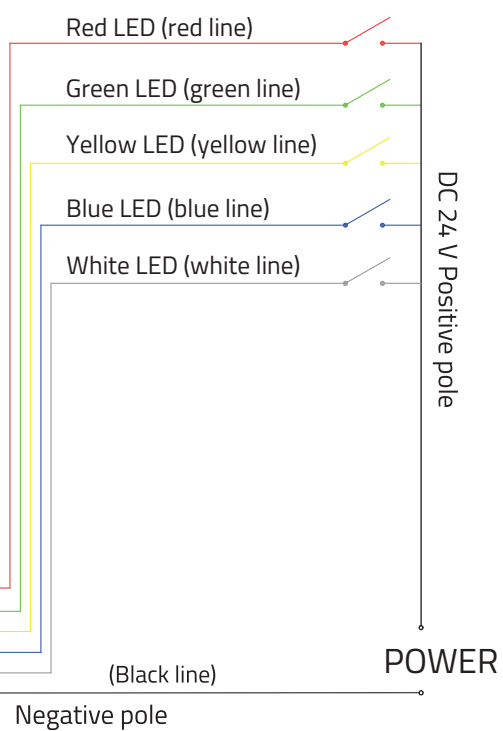 Red LED (red line)
Green LED (green line)
Yellow LED (yellow line)
Blue LED (blue line)
White LED (white line)
DC 24 V Positive pole
POWER
(Black line)
Negative pole